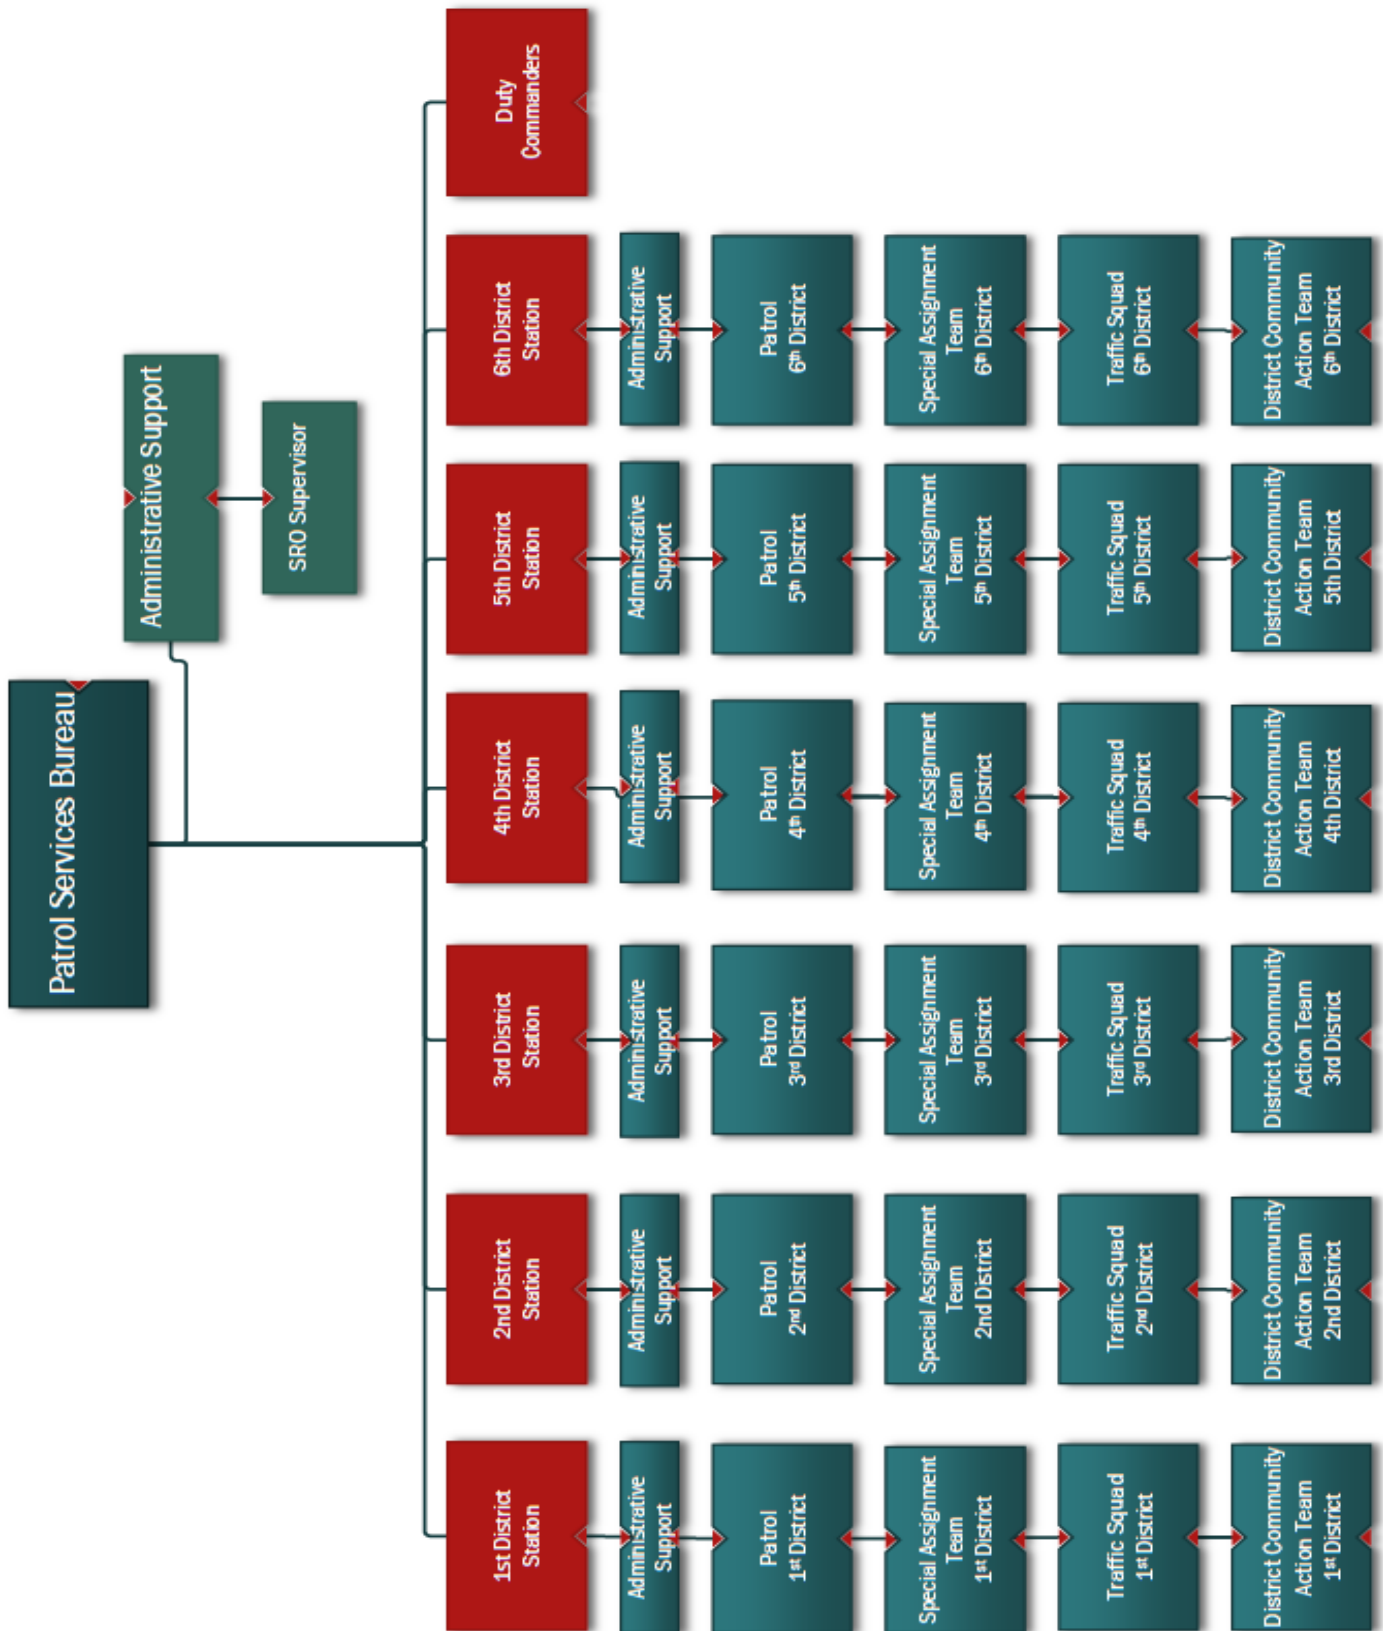 Patrol Services Bureau
Administrative Support
SRO Supervisor
1st District
Station
2nd District
Station
3rd District
Station
4th District
Station
5th District
Station
6th District
Station
Duty
Commanders
Administrative
Support
Administrative
Support
Administrative
Support
Administrative
Support
Administrative
Support
Administrative
Support
Patrol
1st District
Patrol
2nd District
Patrol
3rd District
Patrol
4th District
Patrol
5th District
Patrol
6th District
Special Assignment
Team
1st District
Special Assignment
Team
2nd District
Special Assignment
Team
3rd District
Special Assignment
Team
4th District
Special Assignment
Team
5th District
Special Assignment
Team
6th District
Traffic Squad
1st District
Traffic Squad
2nd District
Traffic Squad
3rd District
Traffic Squad
4th District
Traffic Squad
5th District
Traffic Squad
6th District
District Community
Action Team
1st District
District Community
Action Team
2nd District
District Community
Action Team
3rd District
District Community
Action Team
4th District
District Community
Action Team
5th District
District Community
Action Team
6th District